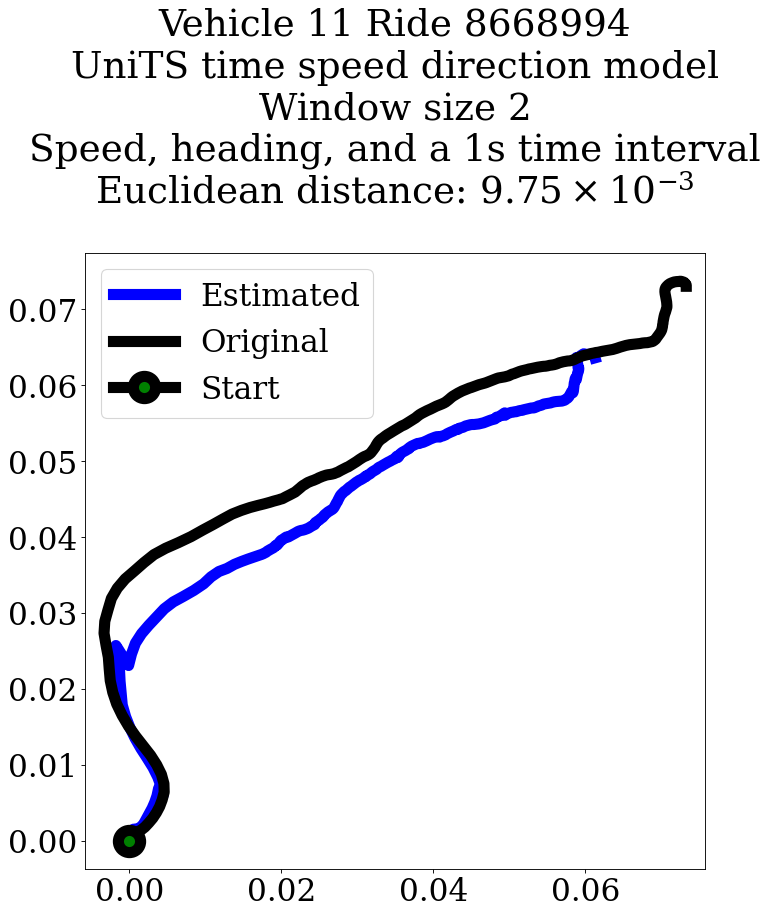 Vehicle 11 Ride 8668994
UniTS time speed direction model
Window size 2
Speed, heading, and a 1s time interval
Euclidean distance: 9.75 × 10⁻³
Estimated
Original
Start
0.07
0.06
0.05
0.04
0.03
0.02
0.01
0.00
0.00 0.02 0.04 0.06